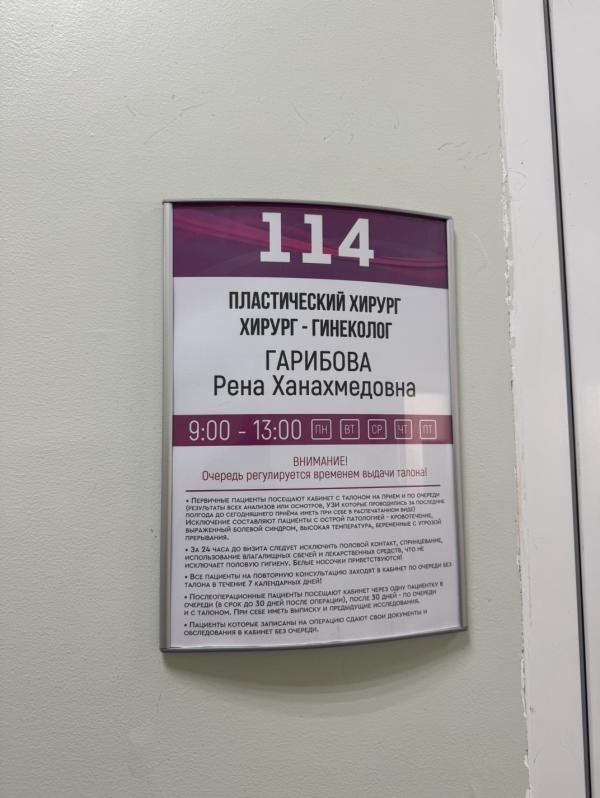 114
ПЛАСТИЧЕСКИЙ ХИРУРГ
ХИРУРГ - ГИНЕКОЛОГ
ГАРИБОВА
Рена Ханахмедовна
9:00 - 13:00 ПН ВТ СР ЧТ ПТ
ВНИМАНИЕ!
Очередь регулируется временем выдачи талона!
• Первичные пациенты посещают кабинет с талоном на прием и по очереди
(результаты всех анализов или осмотров, УЗИ которые проводились за последние
полгода до сегодняшнего приёма иметь при себе в распечатанном виде)
Исключение составляют пациенты с острой патологией - кровотечение,
выраженный болевой синдром, высокая температура, беременные с угрозой
прерывания.
• За 24 часа до визита следует исключить половой контакт, спринцевание,
использование влагалищных свечей и лекарственных средств, что не
исключает половую гигиену. Белые носочки приветствуются!
• Все пациенты на повторную консультацию заходят в кабинет по очереди без
талона в течение 7 календарных дней!
• Послеоперационные пациенты посещают кабинет через одну пациентку в
очереди (в срок до 30 дней после операции), после 30 дней - по очереди
и с талоном. При себе иметь выписку и предыдущие исследования.
• Пациенты которые записаны на операцию сдают свои документы и
обследования в кабинет без очереди.